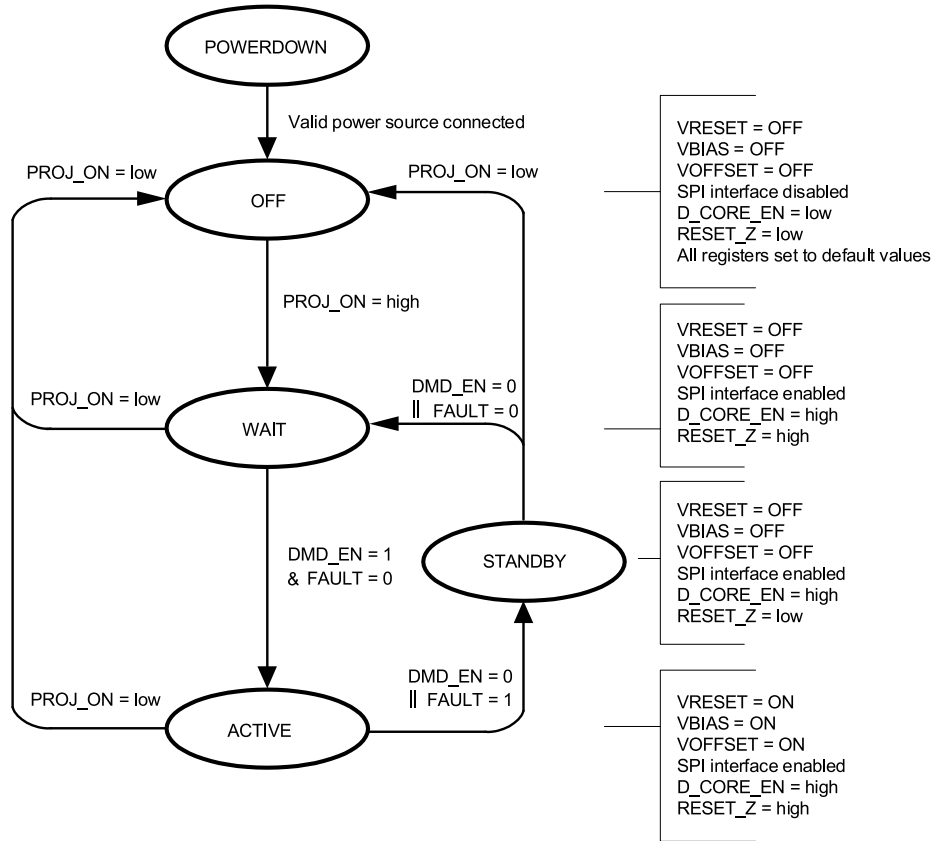 POWERDOWN
Valid power source connected
PROJ_ON = low
OFF
PROJ_ON = low
VRESET = OFF
VBIAS = OFF
VOFFSET = OFF
SPI interface disabled
D_CORE_EN = low
RESET_Z = low
All registers set to default values
PROJ_ON = high
PROJ_ON = low
WAIT
DMD_EN = 0
|| FAULT = 0
VRESET = OFF
VBIAS = OFF
VOFFSET = OFF
SPI interface enabled
D_CORE_EN = high
RESET_Z = high
DMD_EN = 1
& FAULT = 0
STANDBY
VRESET = OFF
VBIAS = OFF
VOFFSET = OFF
SPI interface enabled
D_CORE_EN = high
RESET_Z = low
PROJ_ON = low
ACTIVE
DMD_EN = 0
|| FAULT = 1
VRESET = ON
VBIAS = ON
VOFFSET = ON
SPI interface enabled
D_CORE_EN = high
RESET_Z = high